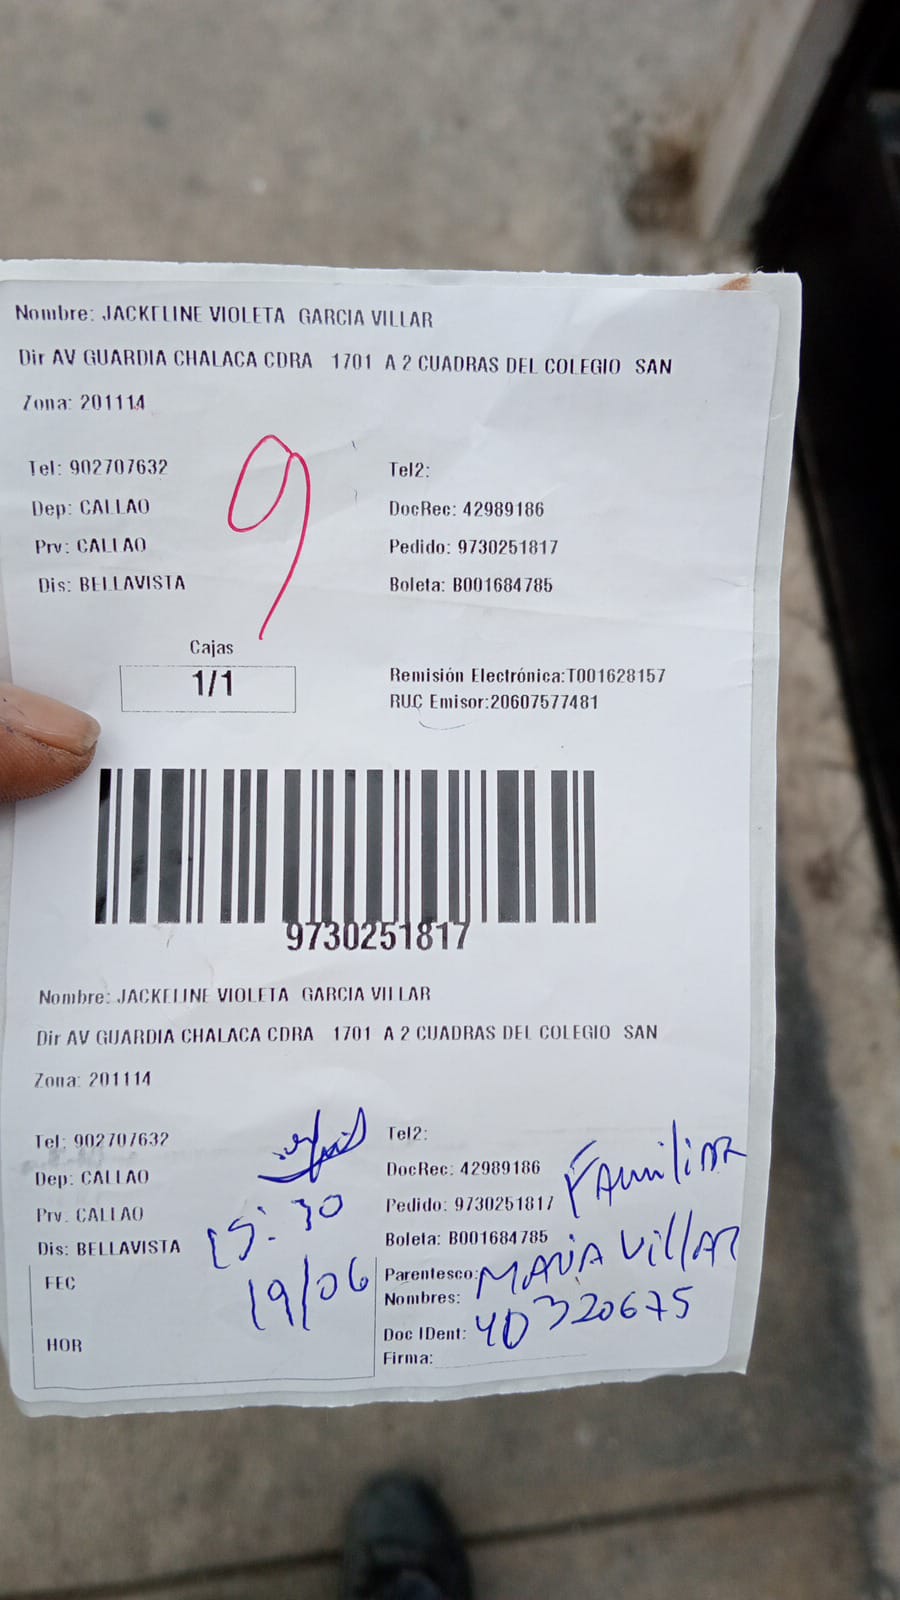 Nombre: JACKELINE VIOLETA GARCIA VILLAR
Dir AV GUARDIA CHALACA CDRA 1701 A 2 CUADRAS DEL COLEGIO SAN
Zona: 201114
9
Tel: 902707632
Tel2:
Dep: CALLAO
DocRec: 42989186
Prv: CALLAO
Pedido: 9730251817
Dis: BELLAVISTA
Boleta: B001684785
Cajas
1/1
Remisión Electrónica:T001628157
RUC Emisor:20607577481
9730251817
Nombre: JACKELINE VIOLETA GARCIA VILLAR
Dir AV GUARDIA CHALACA CDRA 1701 A 2 CUADRAS DEL COLEGIO SAN
Zona: 201114
Tel: 902707632
Tel2:
Dep: CALLAO
DocRec: 42989186
FAmiliAR
Prv. CALLAO
15:30
Pedido: 9730251817
Dis: BELLAVISTA
Boleta: B001684785
FEC
19/06
Parentesco:
Nombres: MARIA VillAR
HOR
Doc IDent: 40320675
Firma: